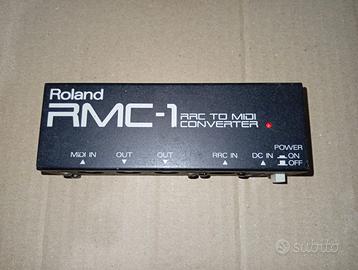 Roland
RMC-1 RRC TO MIDI
CONVERTER
POWER
MIDI IN OUT OUT RRC IN DC IN ON
OFF
subito